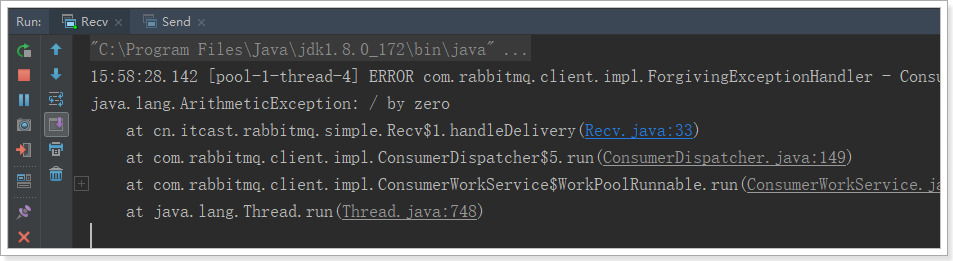 Run: Recv Send
"C:\Program Files\Java\jdk1.8.0_172\bin\java" ...
15:58:28.142 [pool-1-thread-4] ERROR com.rabbitmq.client.impl.ForgivingExceptionHandler - Consu
java.lang.ArithmeticException: / by zero
at cn.itcast.rabbitmq.simple.Recv$1.handleDelivery(Recv.java:33)
at com.rabbitmq.client.impl.ConsumerDispatcher$5.run(ConsumerDispatcher.java:149)
at com.rabbitmq.client.impl.ConsumerWorkService$WorkPoolRunnable.run(ConsumerWorkService.ja
at java.lang.Thread.run(Thread.java:748)